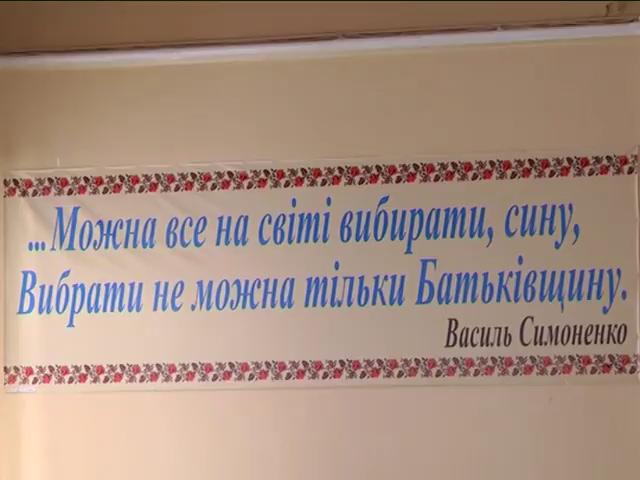 ...Можна все на світі вибирати, сину,
Вибрати не можна тільки Батьківщину.
Василь Симоненко